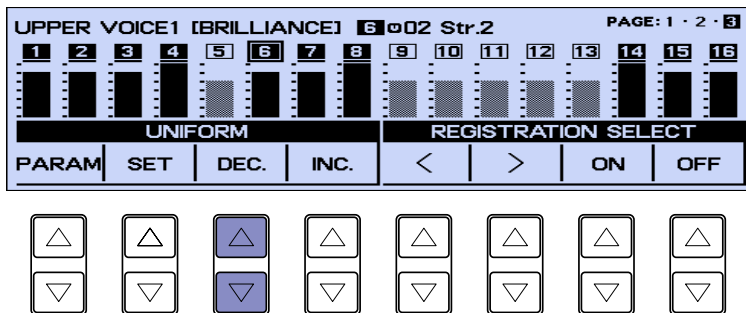 UPPER VOICE1 [BRILLIANCE] 6 02 Str.2 PAGE: 1 · 2 · 3
1 2 3 4 5 6 7 8 9 10 11 12 13 14 15 16
UNIFORM REGISTRATION SELECT
PARAM SET DEC. INC. < > ON OFF